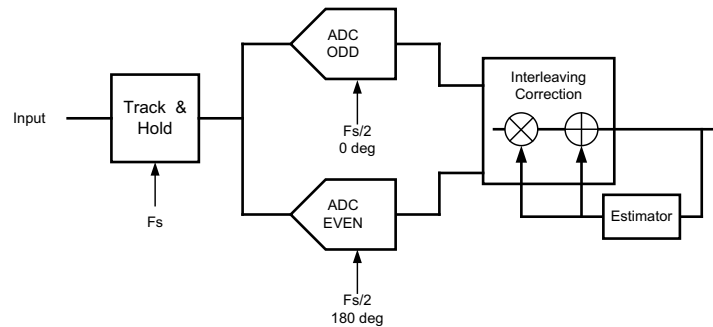 Input
Track & Hold
Fs
ADC
ODD
Fs/2
0 deg
ADC
EVEN
Fs/2
180 deg
Interleaving
Correction
Estimator